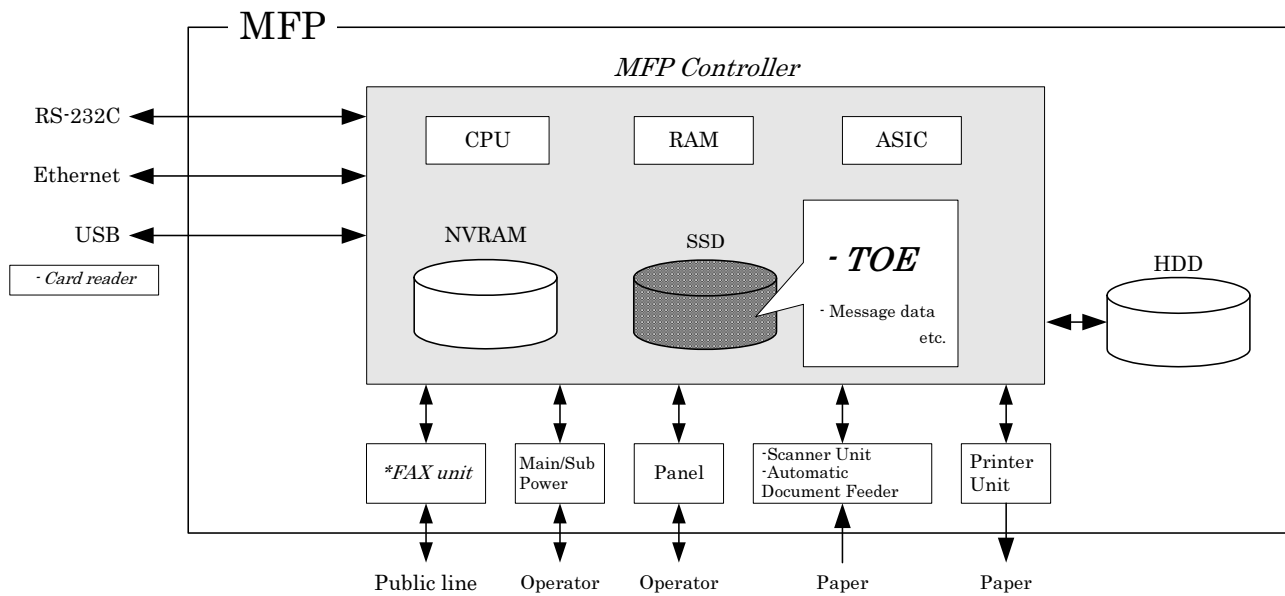 MFP
MFP Controller
RS-232C
CPU
RAM
ASIC
Ethernet
USB
- Card reader
NVRAM
SSD
- TOE
- Message data
etc.
HDD
*FAX unit
Main/Sub
Power
Panel
-Scanner Unit
-Automatic
Document Feeder
Printer
Unit
Public line
Operator
Operator
Paper
Paper